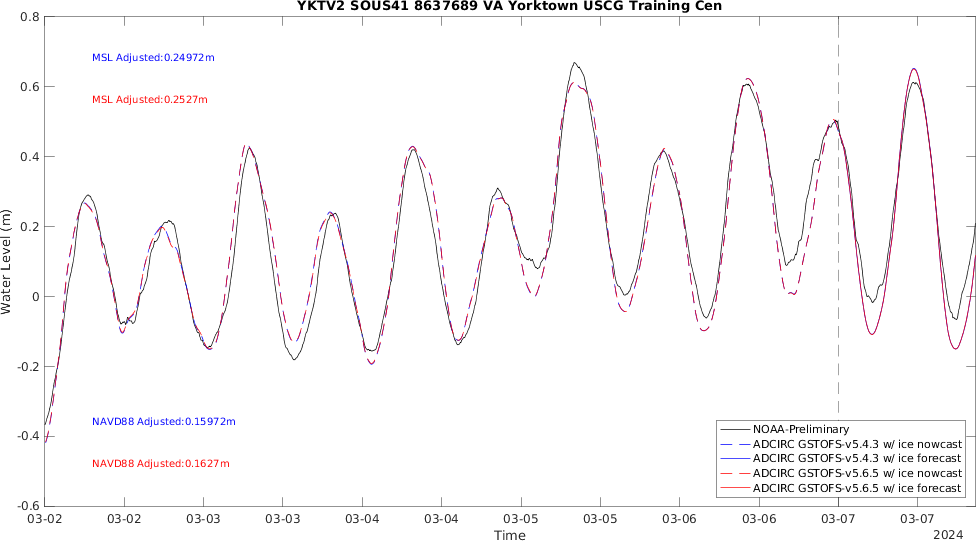 YKTV2 SOUS41 8637689 VA Yorktown USCG Training Cen
0.8
MSL Adjusted:0.24972m
0.6
MSL Adjusted:0.2527m
0.4
0.2
Water Level (m)
0
-0.2
NAVD88 Adjusted:0.15972m
-0.4
NAVD88 Adjusted:0.1627m
NOAA-Preliminary
ADCIRC GSTOFS-v5.4.3 w/ ice nowcast
ADCIRC GSTOFS-v5.4.3 w/ ice forecast
ADCIRC GSTOFS-v5.6.5 w/ ice nowcast
ADCIRC GSTOFS-v5.6.5 w/ ice forecast
-0.6
03-02 03-02 03-03 03-03 03-04 03-04 03-05 03-05 03-06 03-06 03-07 03-07
Time
2024